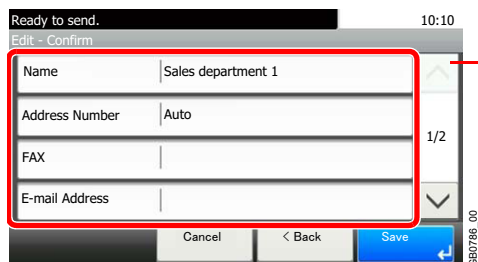 Ready to send. 10:10
Edit - Confirm
Name Sales department 1
Address Number Auto
1/2
FAX
E-mail Address
Cancel < Back Save
GB0786_00